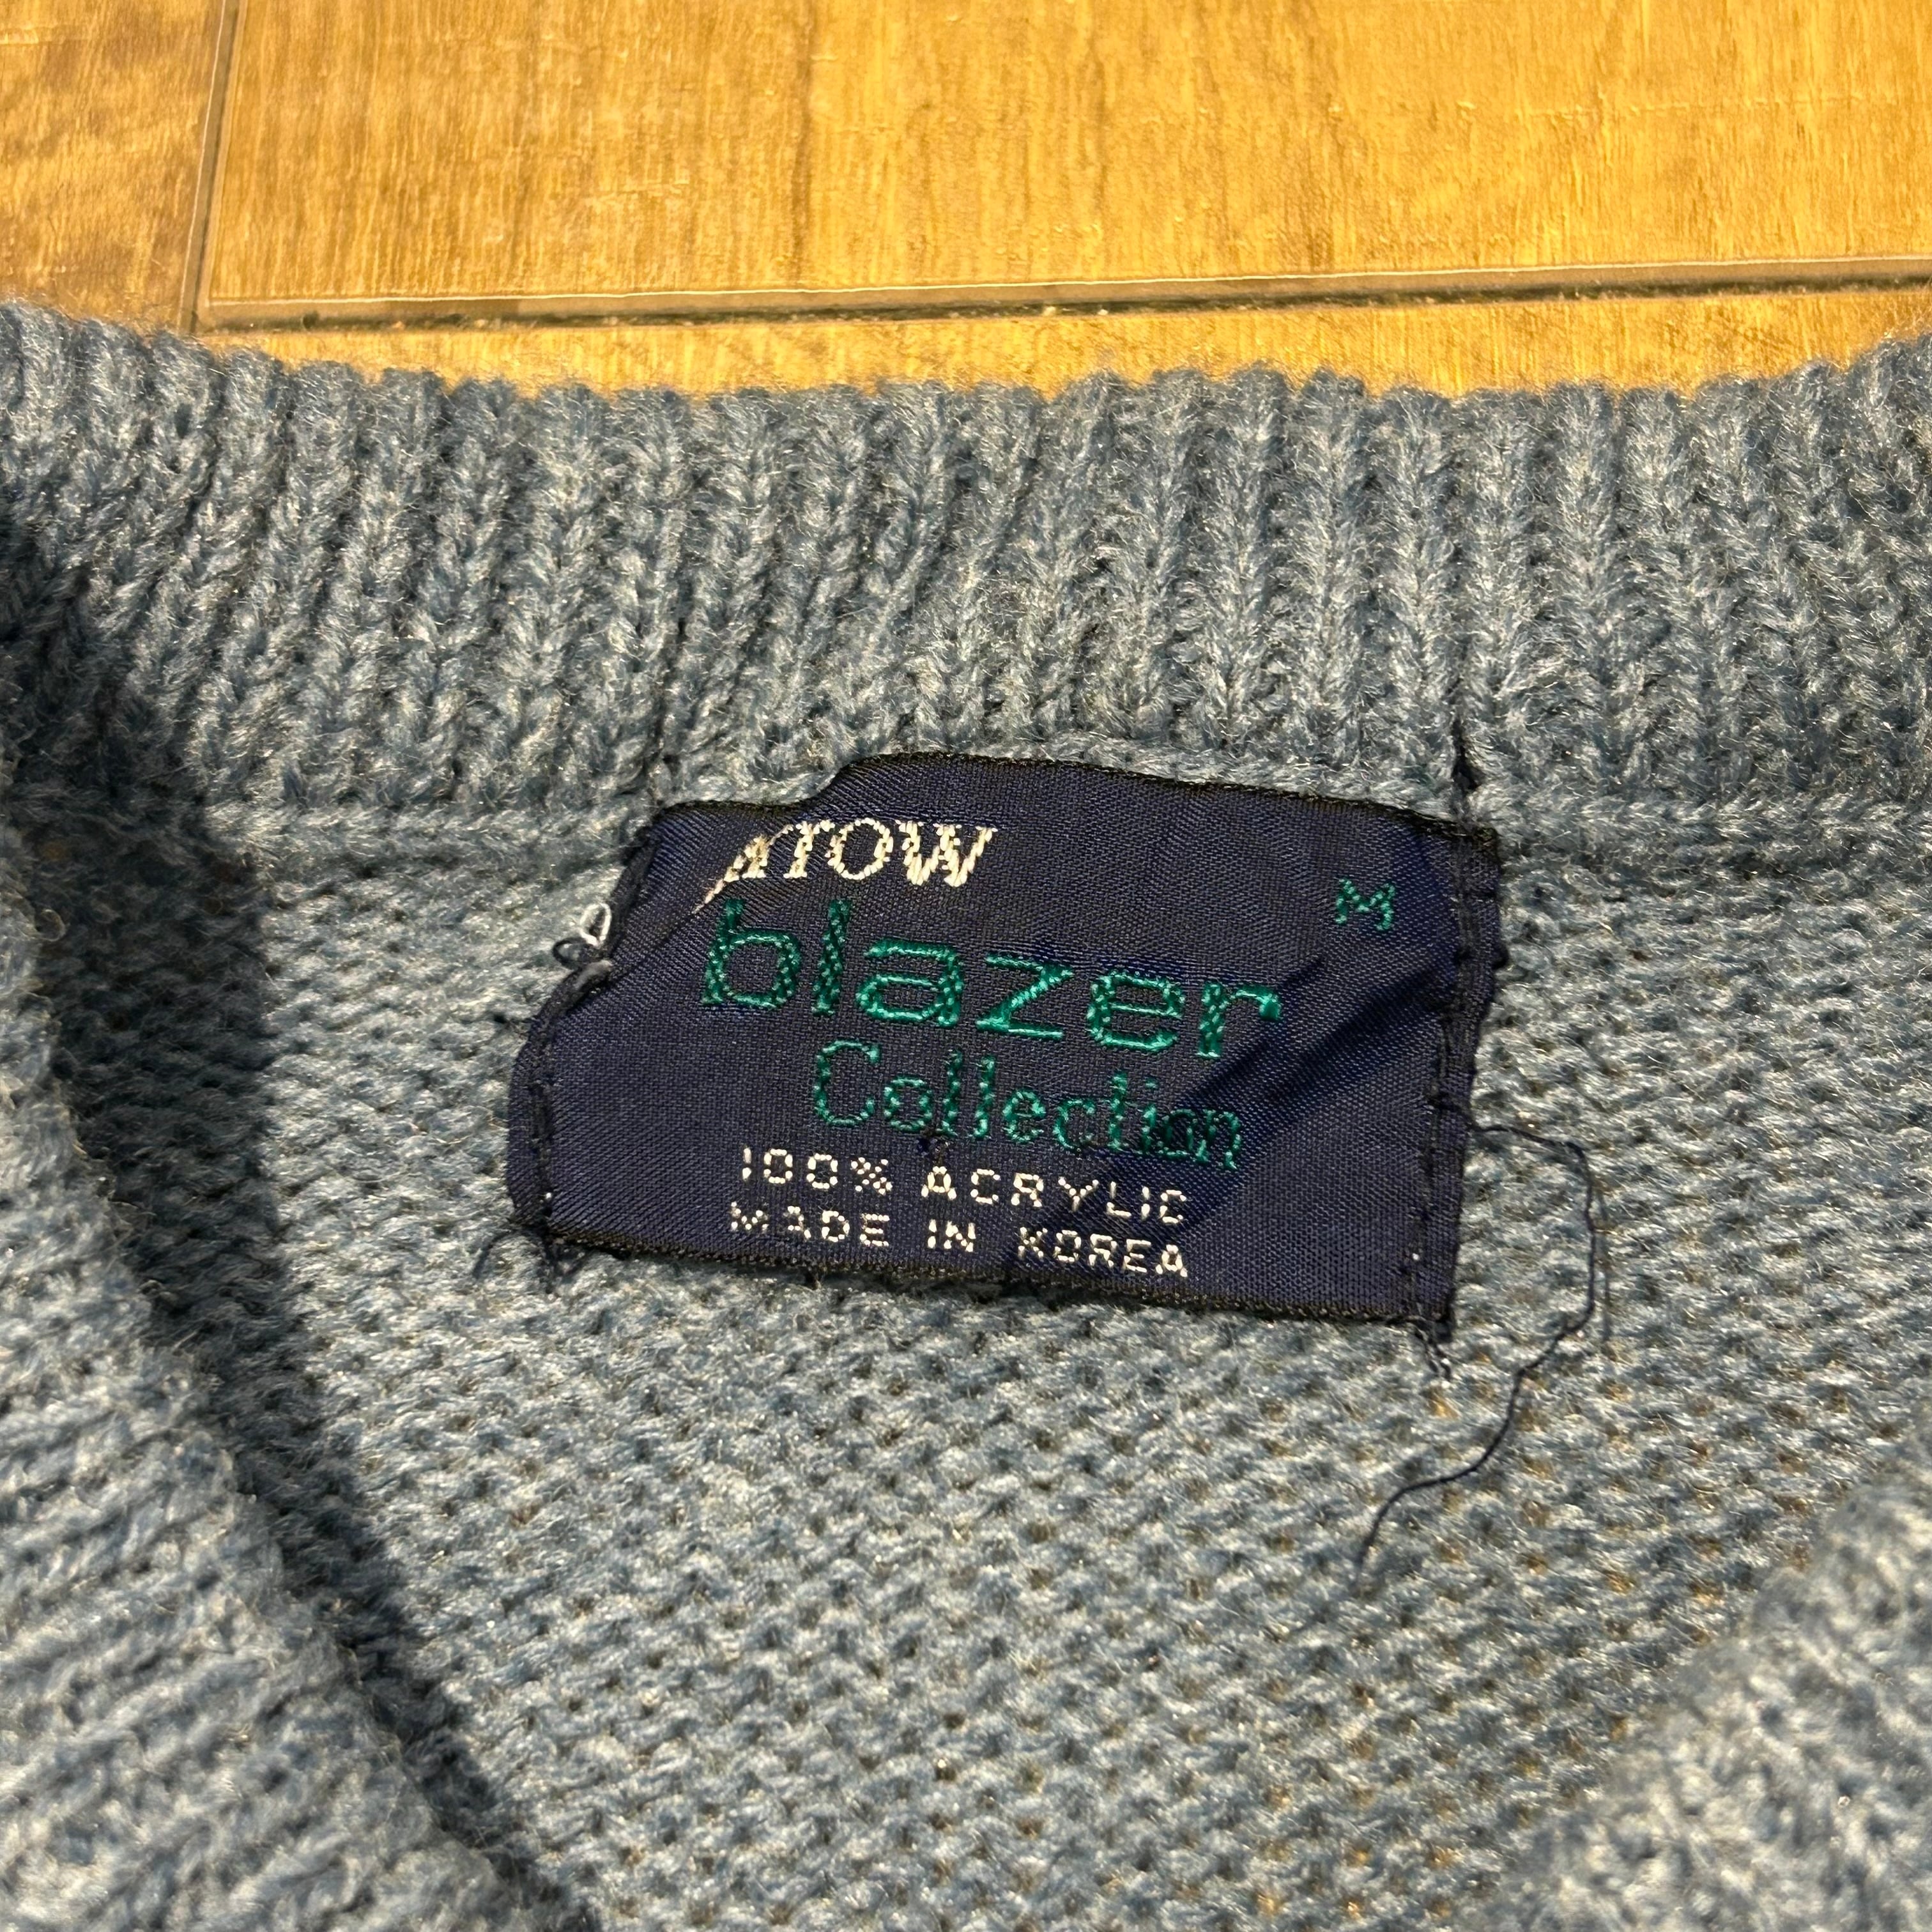 Arrow
M
blazer
Collection
100% ACRYLIC
MADE IN KOREA